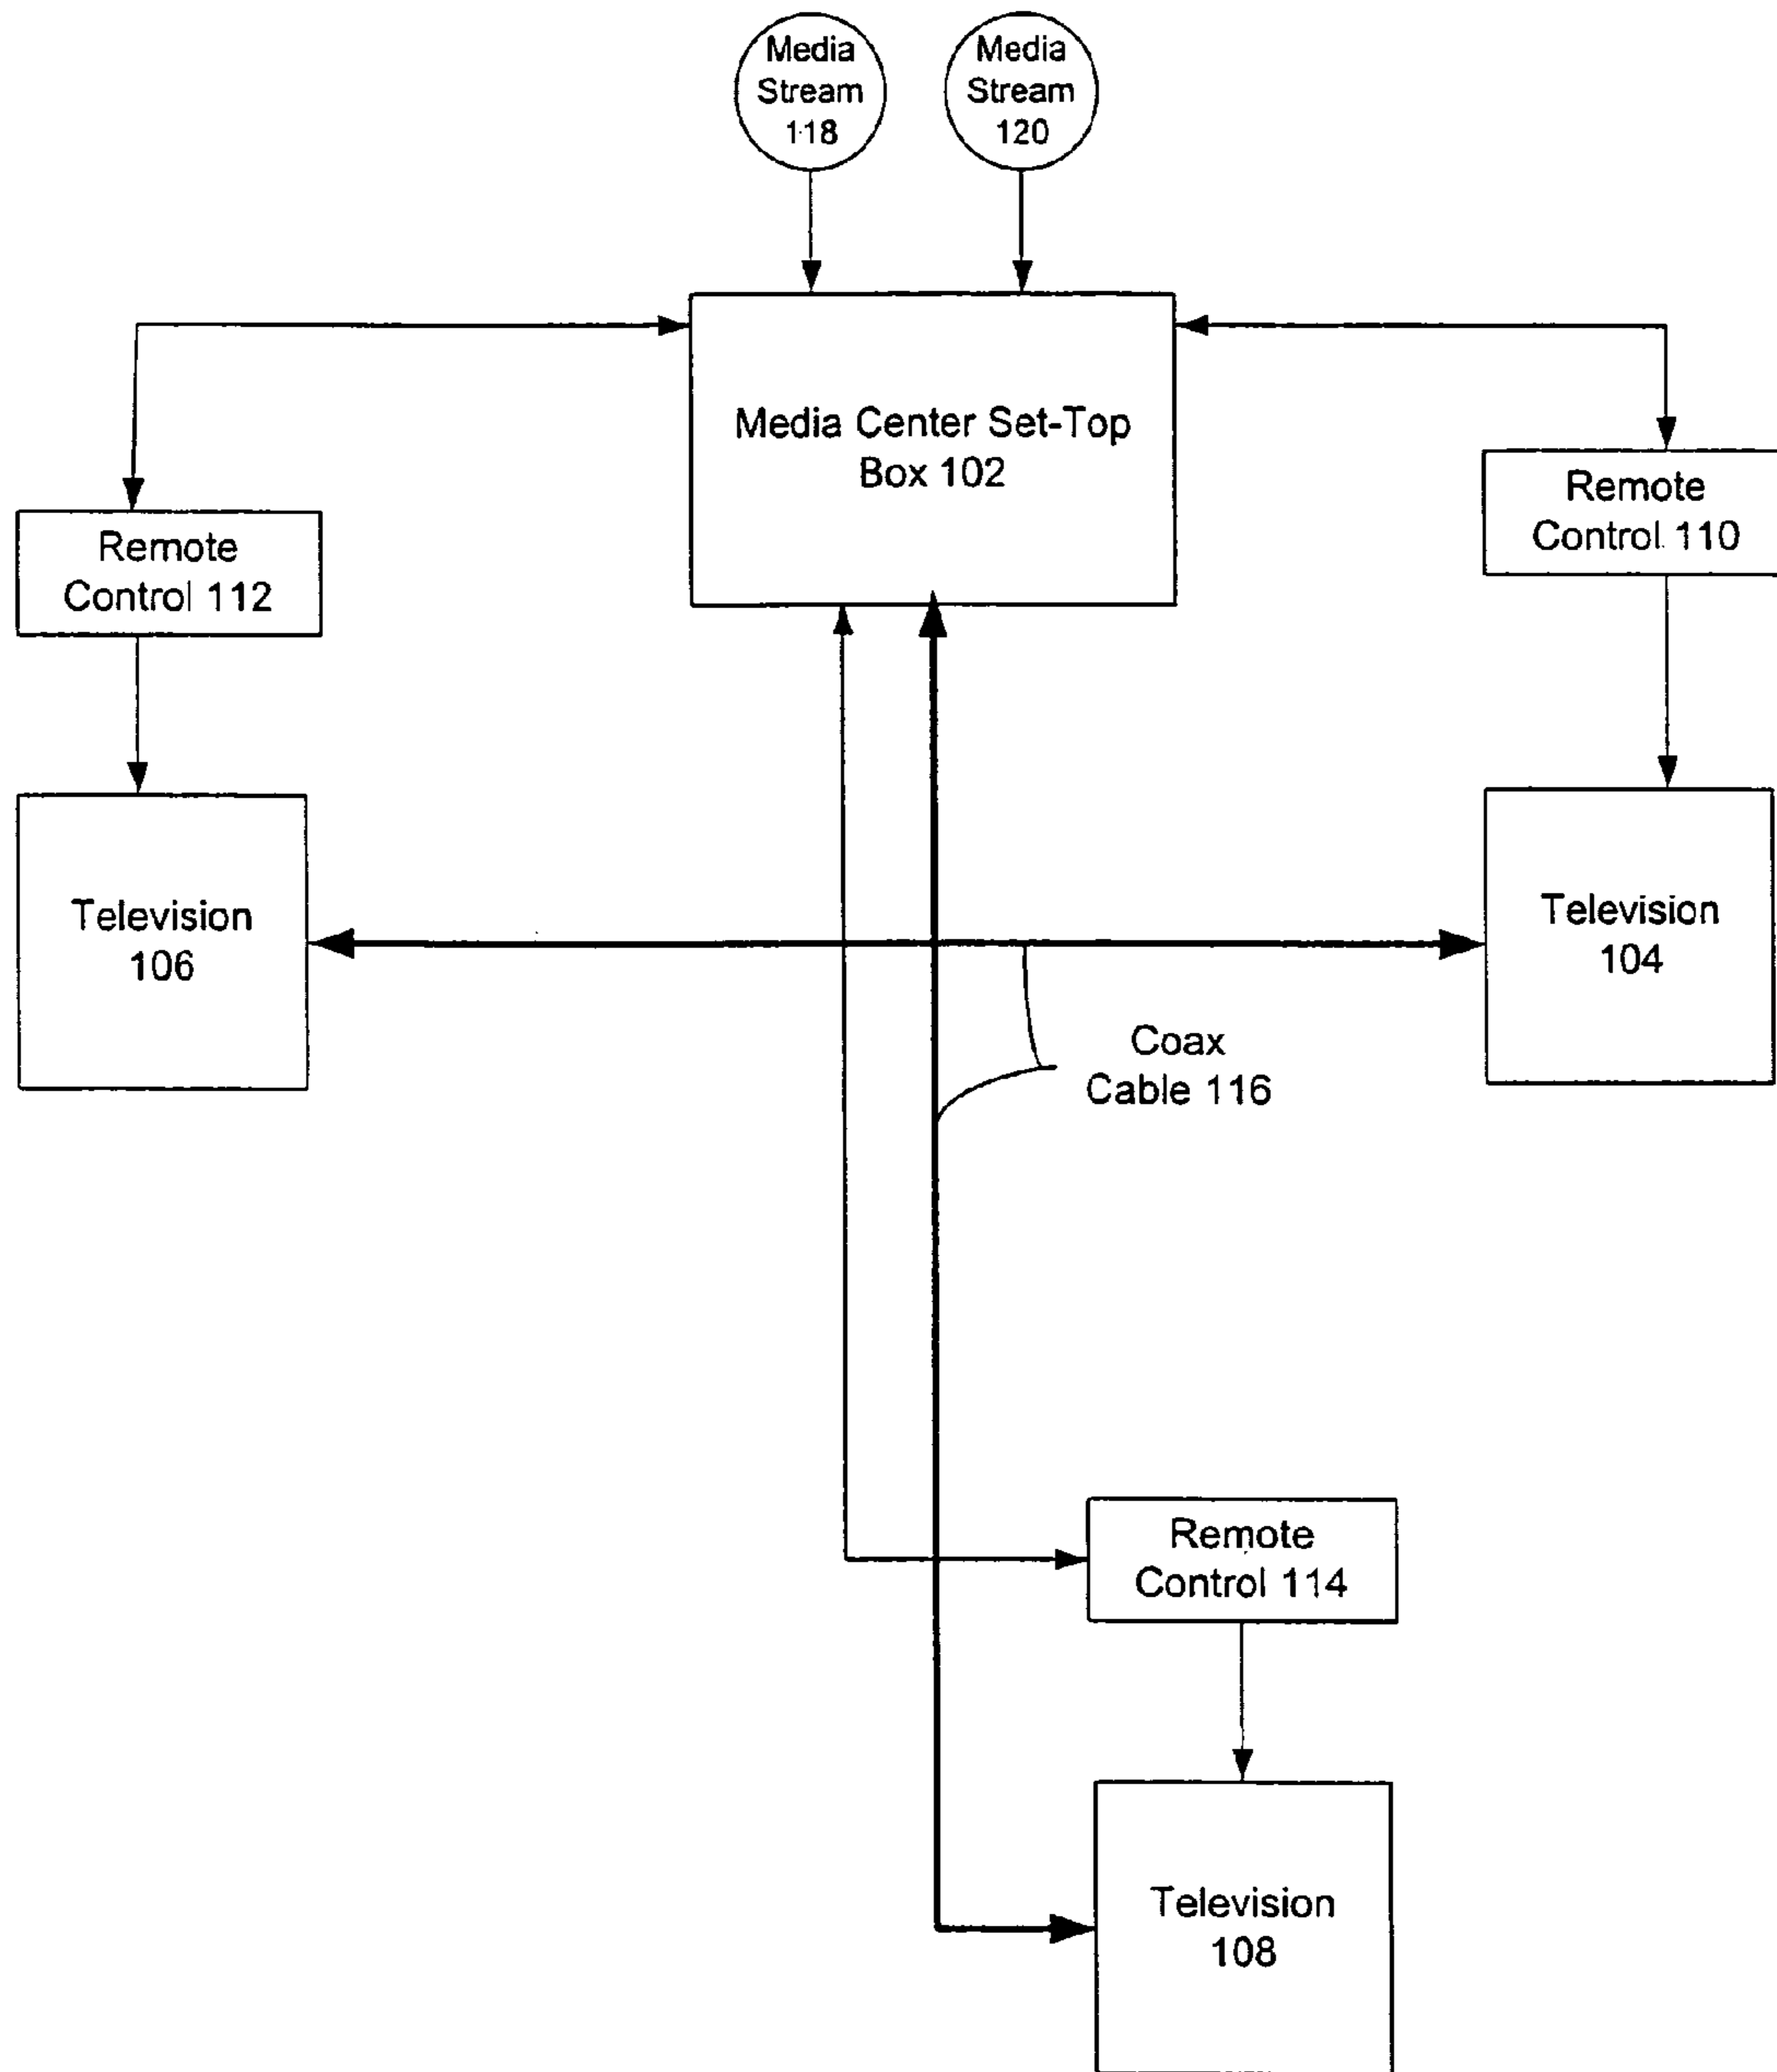 Media
Stream
118
Media
Stream
120
Media Center Set-Top
Box 102
Remote
Control 110
Remote
Control 112
Television
106
Television
104
Coax
Cable 116
Remote
Control 114
Television
108